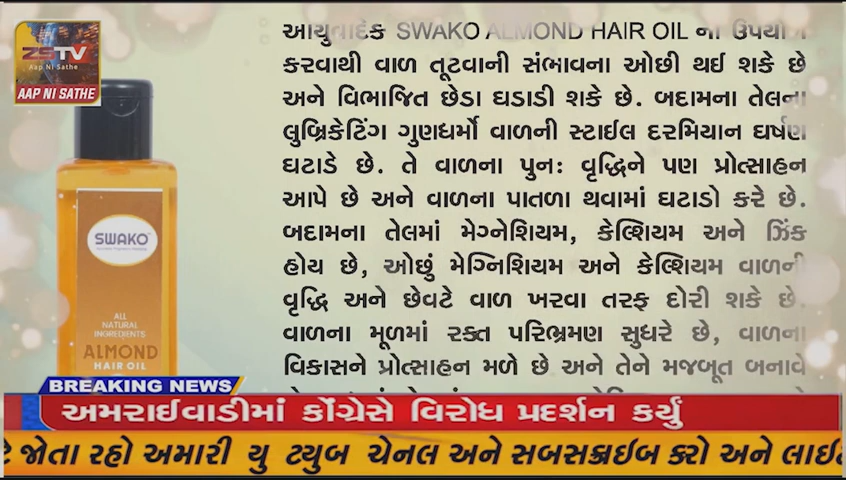 ZSTV
Aap Ni Sathe
AAP NI SATHE
આયુર્વાદિક SWAKO ALMOND HAIR OIL ના ઉપયોગ
કરવાથી વાળ તૂટવાની સંભાવના ઓછી થઈ શકે છે
અને વિભાજિત છેડા ઘડાડી શકે છે. બદામના તેલના
લુબ્રિકેટિંગ ગુણધર્મો વાળની સ્ટાઈલ દરમિયાન ઘર્ષણ
ઘટાડે છે. તે વાળના પુનઃ વૃદ્ધિને પણ પ્રોત્સાહન
આપે છે અને વાળના પાતળા થવામાં ઘટાડો કરે છે.
બદામના તેલમાં મેગ્નેશિયમ, કેલ્શિયમ અને ઝિંક
હોય છે, ઓછું મેગ્નિશિયમ અને કેલ્શિયમ વાળની
વૃદ્ધિ અને છેવટે વાળ ખરવા તરફ દોરી શકે છે.
વાળના મૂળમાં રક્ત પરિભ્રમણ સુધરે છે, વાળના
વિકાસને પ્રોત્સાહન મળે છે અને તેને મજબૂત બનાવે
SWAKO
ALL
NATURAL
INGREDIENTS
ALMOND
HAIR OIL
BREAKING NEWS
અમરાઈવાડીમાં કોંગ્રેસે વિરોધ પ્રદર્શન કર્યું
જોતા રહો અમારી યુ ટ્યુબ ચેનલ અને સબસક્રાઇબ કરો અને લાઈ